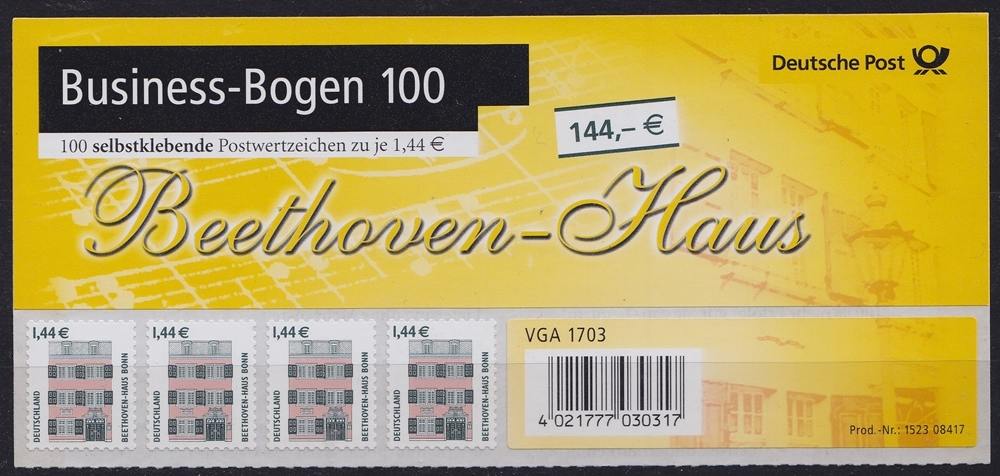 Business-Bogen 100
Deutsche Post
100 selbstklebende Postwertzeichen zu je 1,44 €
144,– €
Beethoven-Haus
1,44 €
DEUTSCHLAND
BEETHOVEN-HAUS BONN
1,44 €
DEUTSCHLAND
BEETHOVEN-HAUS BONN
1,44 €
DEUTSCHLAND
BEETHOVEN-HAUS BONN
1,44 €
DEUTSCHLAND
BEETHOVEN-HAUS BONN
VGA 1703
4 021777 030317
Prod.-Nr.: 1523 08417